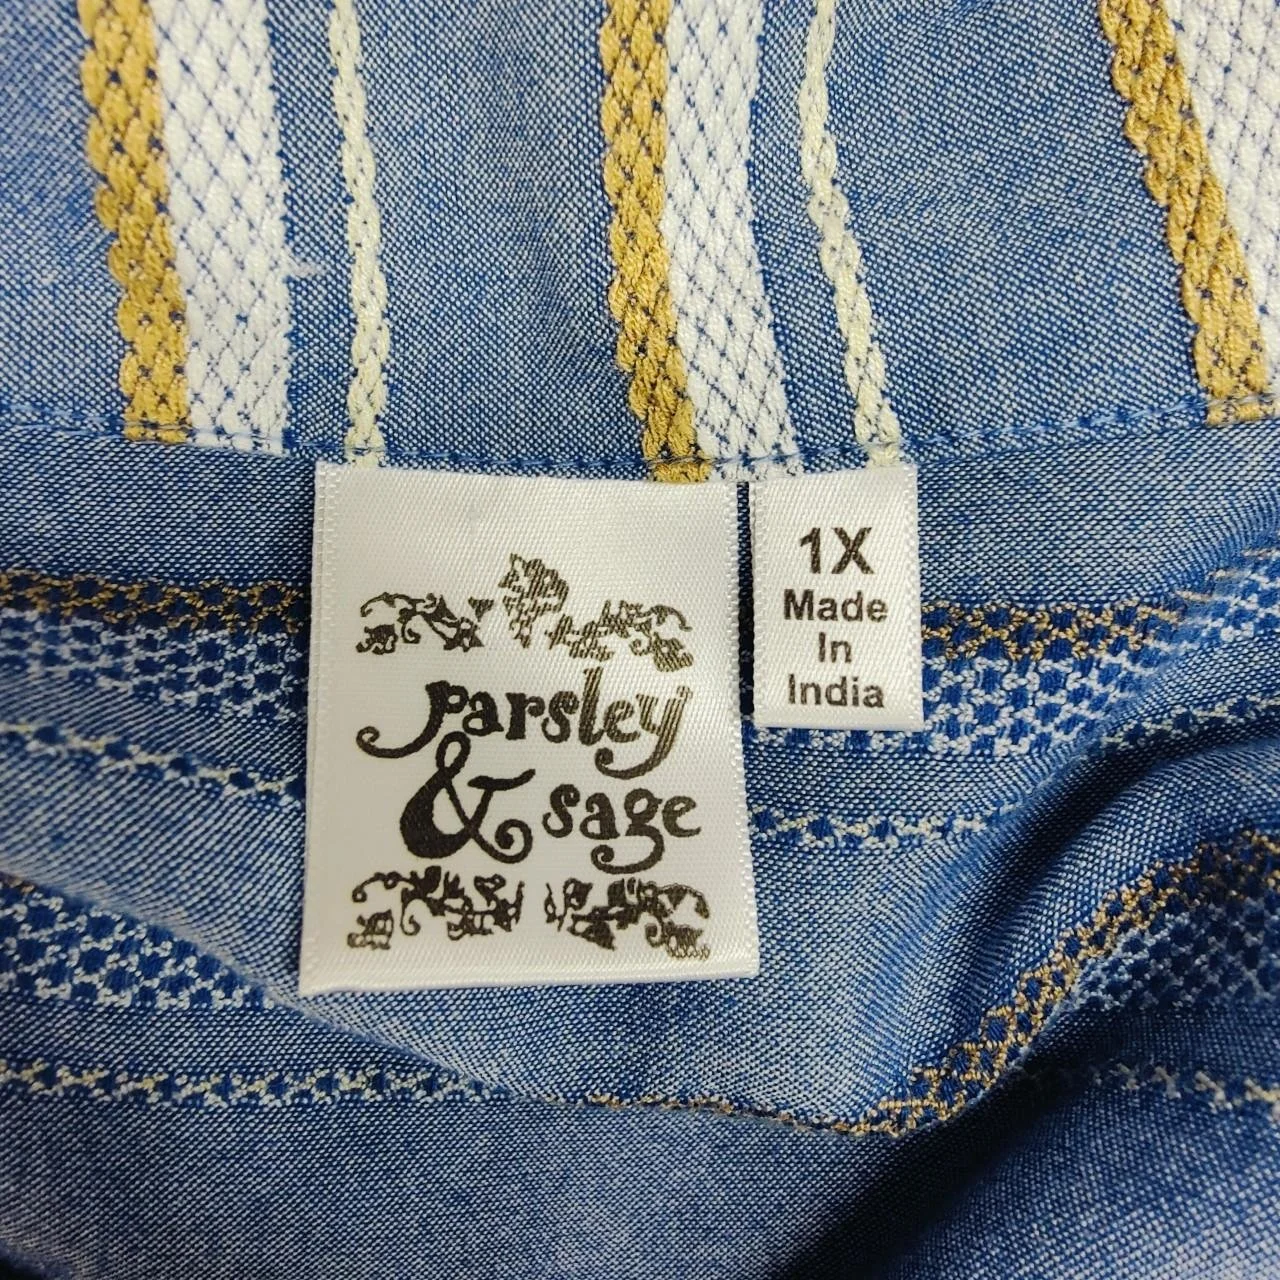 Parsley
& sage
1X
Made
In
India